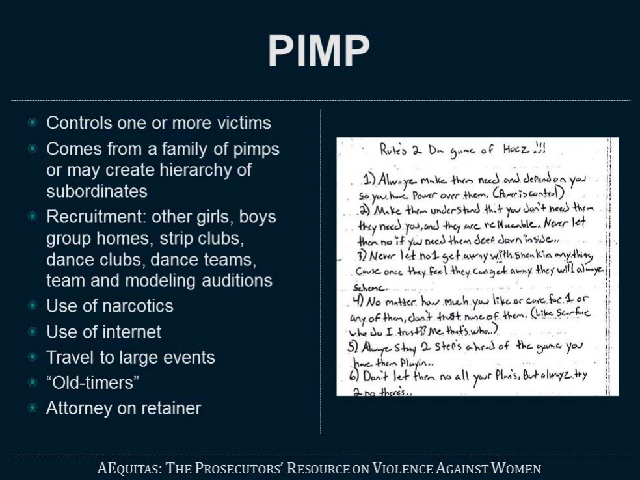 PIMP
Controls one or more victims
Comes from a family of pimps
or may create hierarchy of
subordinates
Recruitment: other girls, boys
group homes, strip clubs,
dance clubs, dance teams,
team and modeling auditions
Use of narcotics
Use of internet
Travel to large events
“Old-timers”
Attorney on retainer
Rule's 2 Da game of Hoez !!!
1) Always make them need and depend on you
so you have Power over them. (Power is control)
2) Make them understand that you don't need them
they need you, and they are replaceable. Never let
them no if you need them deep down inside...
3) Never let no 1 get away with sneakin anything
Cause once they feel they can get away they will always
scheme.
4) No matter how much you like or care for 1 or
any of them, don't trust none of them. (Like Scarface
who do I trust?? Me that's who..)
5) Always Stay 2 Step's ahead of the game you
have them Playin...
6) Don't let them no all your Plan's, But always try
2 no there's..
AEquitas: The Prosecutors’ Resource on Violence Against Women